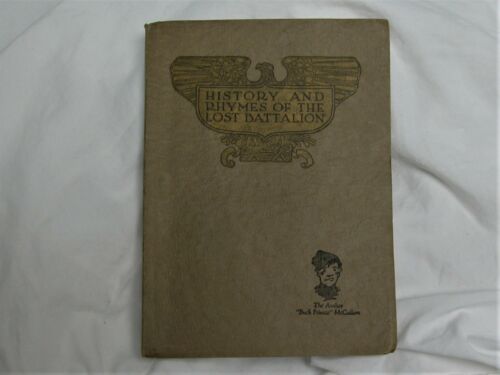 HISTORY AND
RHYMES OF THE
LOST BATTALION
The Author
"Buck Private" McCollum